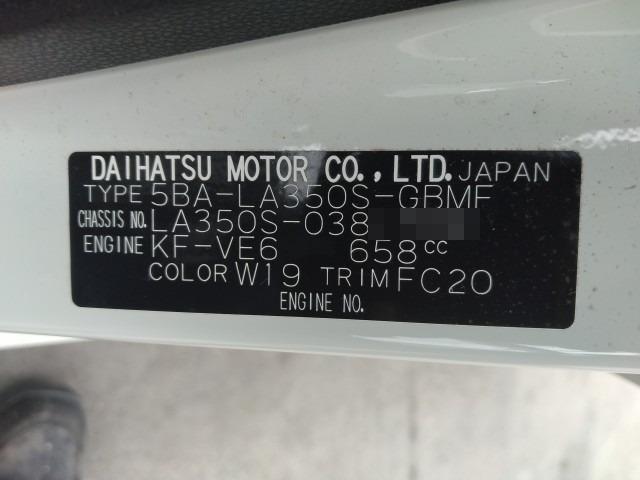 DAIHATSU MOTOR CO., LTD. JAPAN
TYPE 5BA-LA350S-GBMF
CHASSIS NO. LA350S-038
ENGINE KF-VE6 658cc
COLOR W19 TRIM FC20
ENGINE NO.